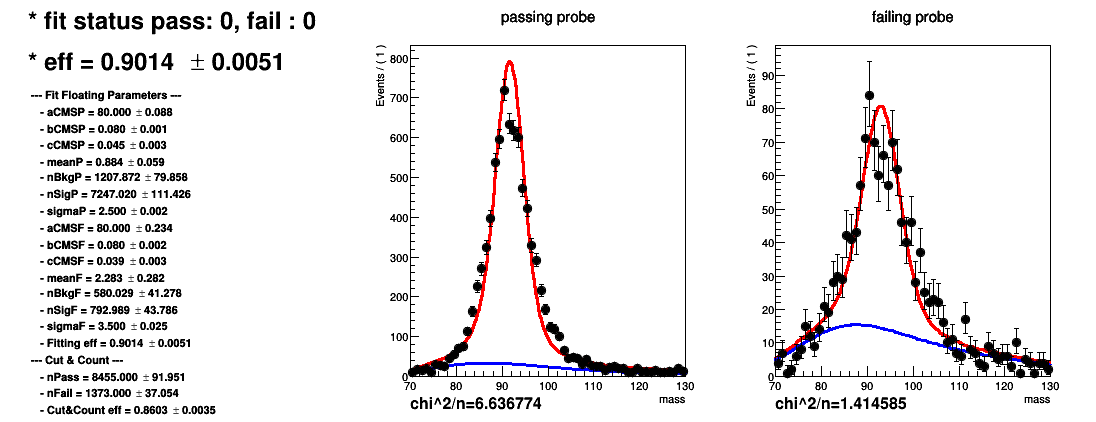 * fit status pass: 0, fail : 0
* eff = 0.9014 ± 0.0051
--- Fit Floating Parameters ---
- aCMSP = 80.000 ± 0.088
- bCMSP = 0.080 ± 0.001
- cCMSP = 0.045 ± 0.003
- meanP = 0.884 ± 0.059
- nBkgP = 1207.872 ± 79.858
- nSigP = 7247.020 ± 111.426
- sigmaP = 2.500 ± 0.002
- aCMSF = 80.000 ± 0.234
- bCMSF = 0.080 ± 0.002
- cCMSF = 0.039 ± 0.003
- meanF = 2.283 ± 0.282
- nBkgF = 580.029 ± 41.278
- nSigF = 792.989 ± 43.786
- sigmaF = 3.500 ± 0.025
- Fitting eff = 0.9014 ± 0.0051
--- Cut & Count ---
- nPass = 8455.000 ± 91.951
- nFail = 1373.000 ± 37.054
- Cut&Count eff = 0.8603 ± 0.0035
passing probe
Events / ( 1 )
800
700
600
500
400
300
200
100
0
70 80 90 100 110 120 130
mass
chi^2/n=6.636774
failing probe
Events / ( 1 )
90
80
70
60
50
40
30
20
10
0
70 80 90 100 110 120 130
mass
chi^2/n=1.414585